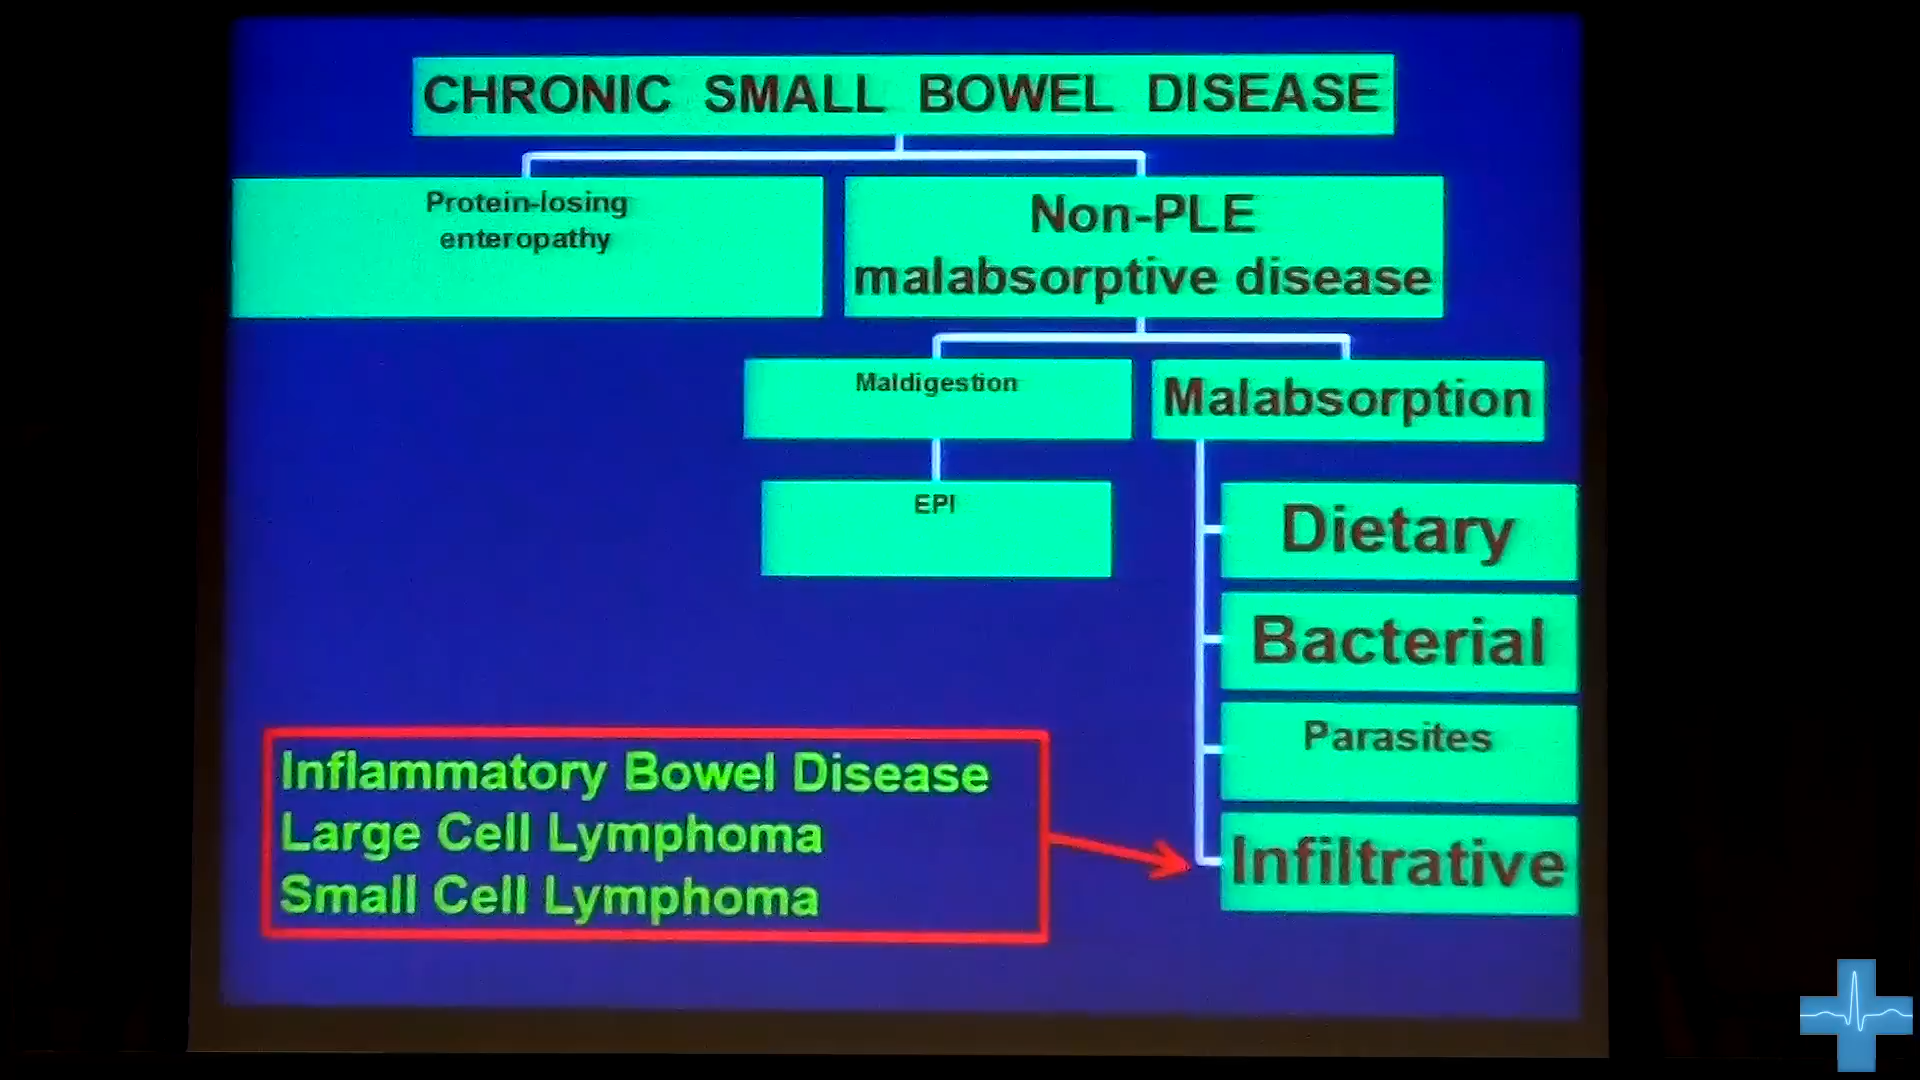 CHRONIC SMALL BOWEL DISEASE
Protein-losing
enteropathy
Non-PLE
malabsorptive disease
Maldigestion
Malabsorption
EPI
Dietary
Bacterial
Parasites
Infiltrative
Inflammatory Bowel Disease
Large Cell Lymphoma
Small Cell Lymphoma